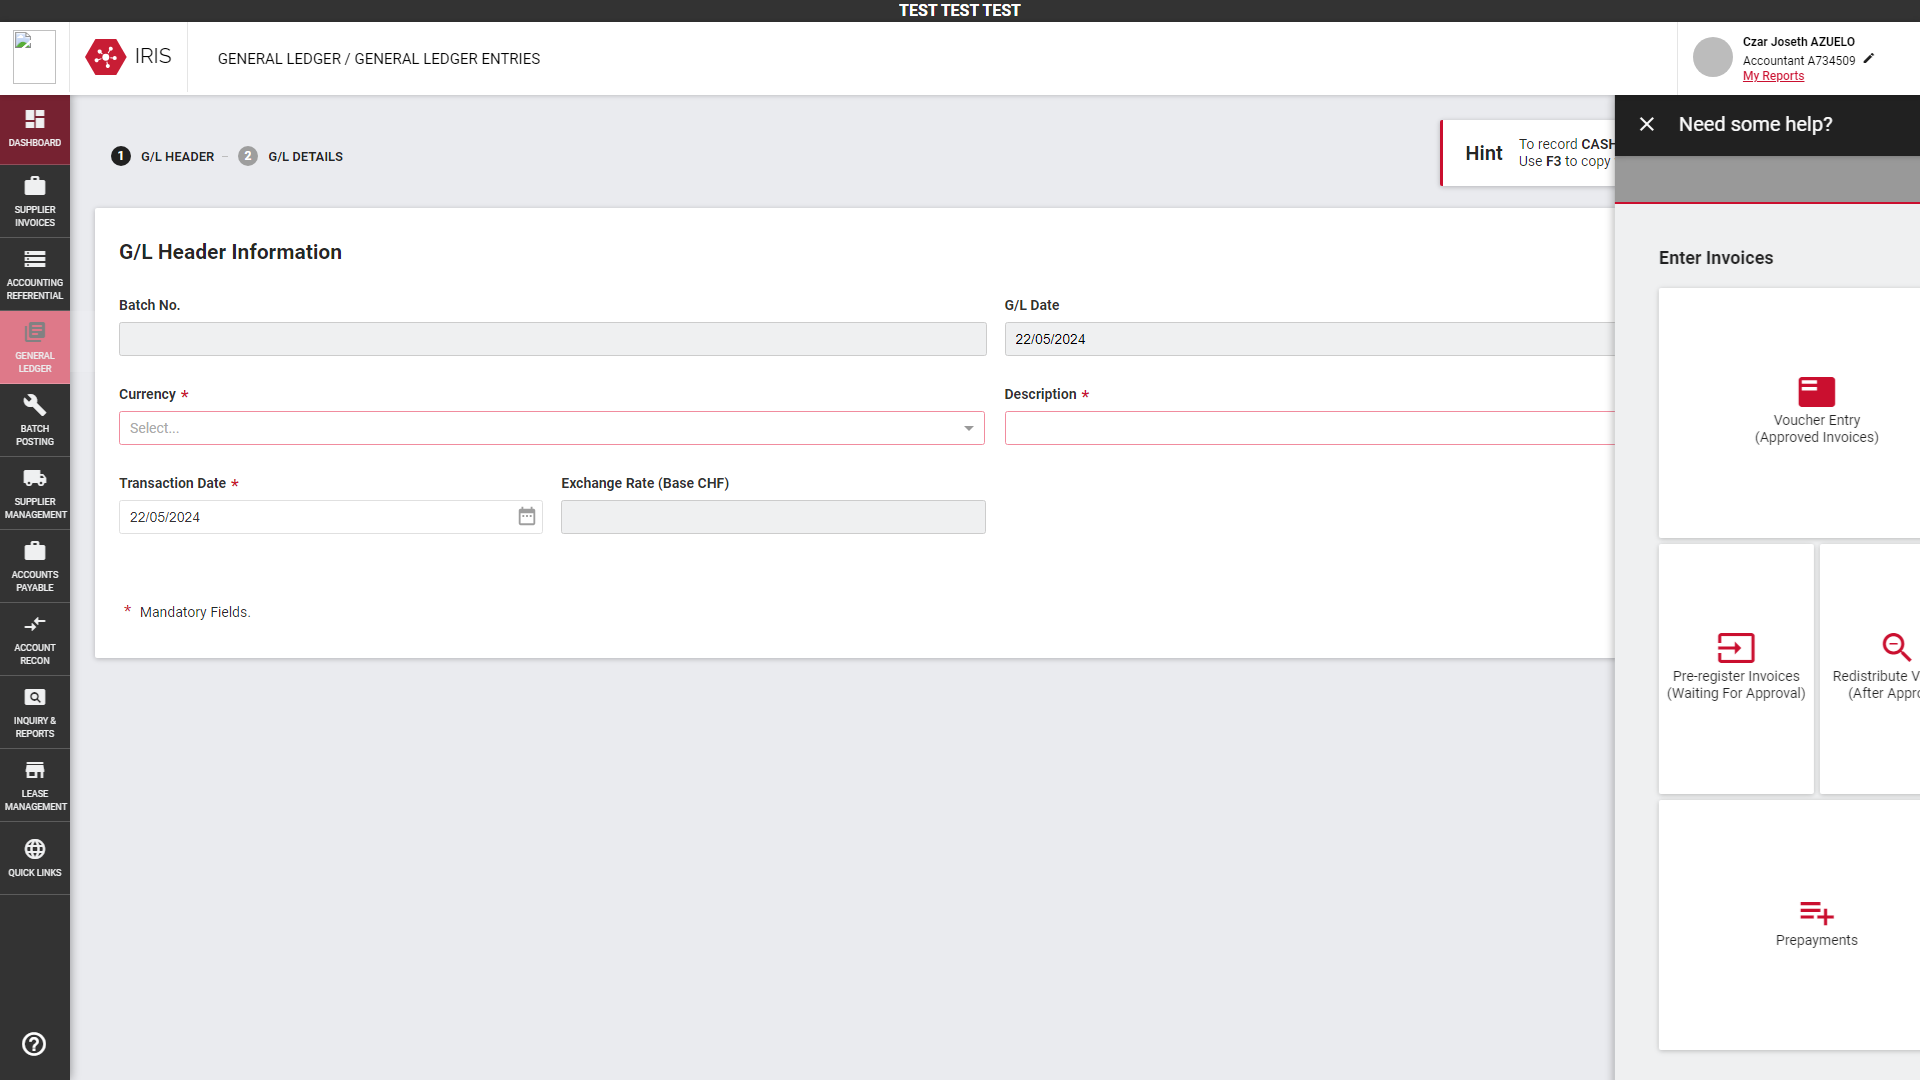 TEST TEST TEST
IRIS
GENERAL LEDGER / GENERAL LEDGER ENTRIES
Czar Joseth AZUELO
Accountant A734509
My Reports
DASHBOARD
SUPPLIER
INVOICES
ACCOUNTING
REFERENTIAL
GENERAL
LEDGER
BATCH
POSTING
SUPPLIER
MANAGEMENT
ACCOUNTS
PAYABLE
ACCOUNT
RECON
INQUIRY &
REPORTS
LEASE
MANAGEMENT
QUICK LINKS
1 G/L HEADER – 2 G/L DETAILS
Hint
To record CASH
Use F3 to copy
G/L Header Information
Batch No.
G/L Date
22/05/2024
Currency *
Select...
Description *
Transaction Date *
22/05/2024
Exchange Rate (Base CHF)
* Mandatory Fields.
Need some help?
Enter Invoices
Voucher Entry
(Approved Invoices)
Pre-register Invoices
(Waiting For Approval)
Redistribute V
(After Appro
Prepayments